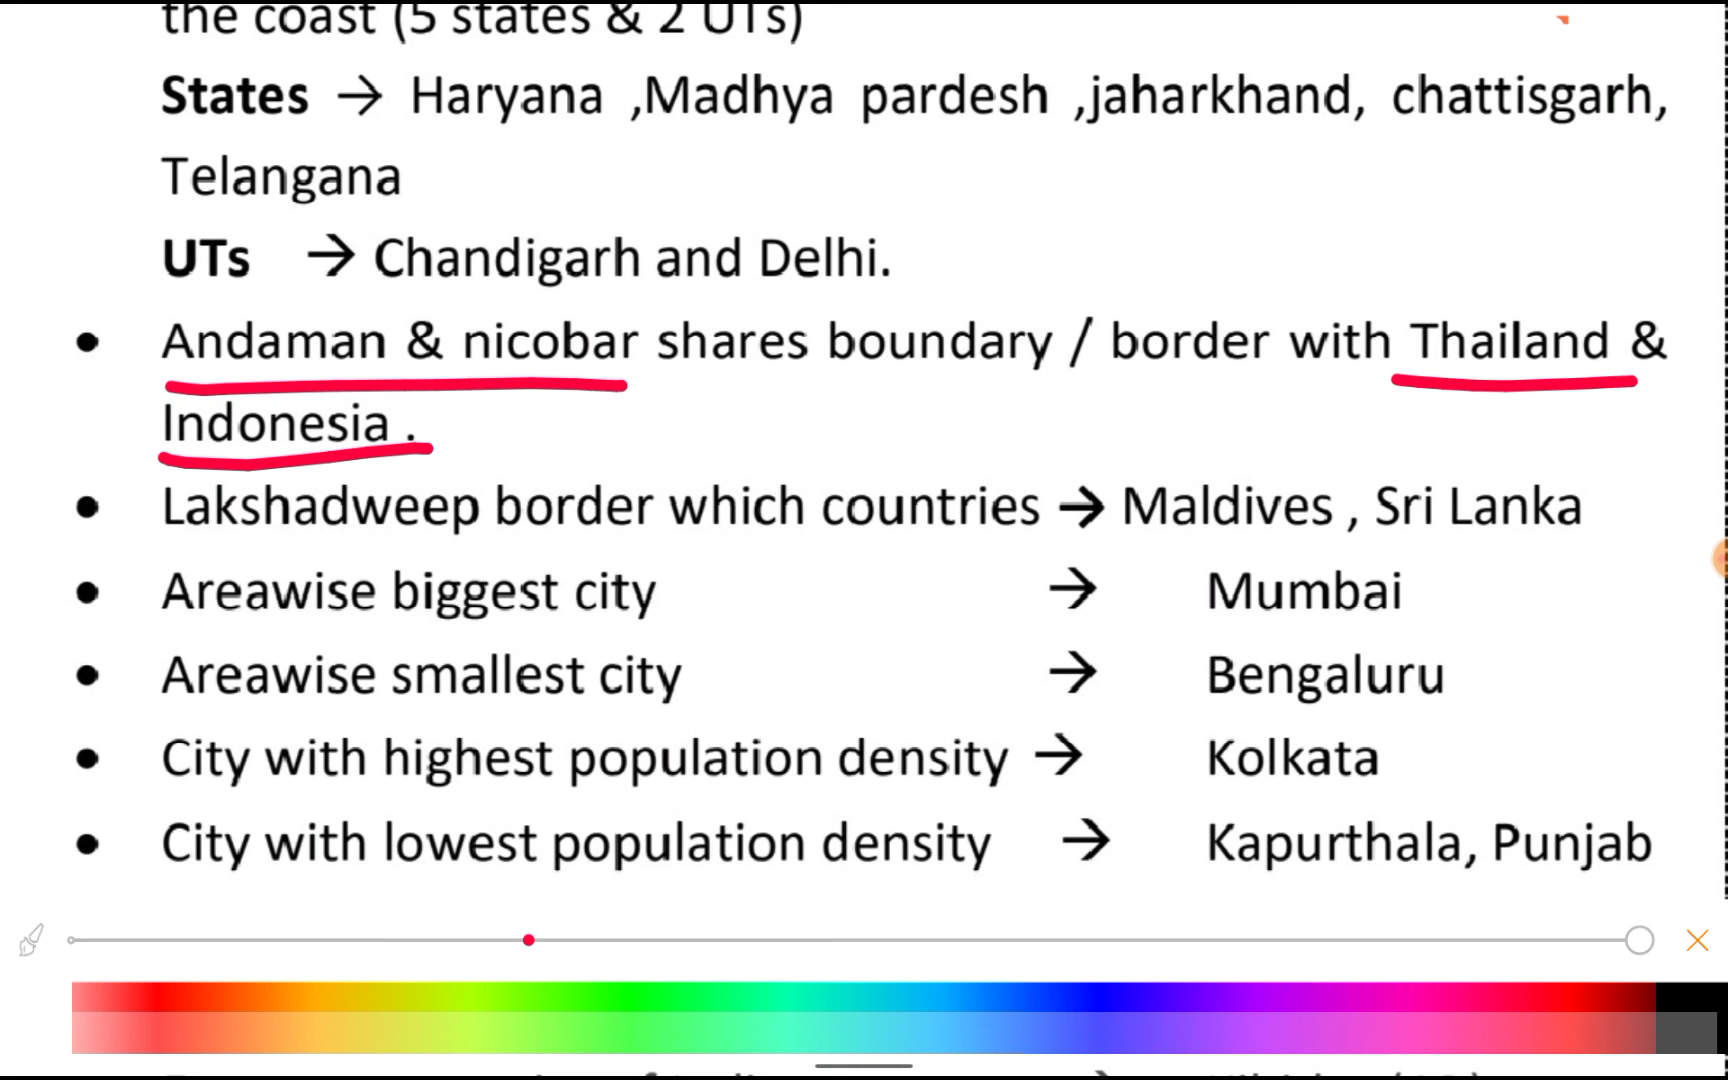 the coast (5 states & 2 UTs)
States → Haryana ,Madhya pardesh ,jaharkhand, chattisgarh,
Telangana
UTs → Chandigarh and Delhi.
• Andaman & nicobar shares boundary / border with Thailand &
Indonesia .
• Lakshadweep border which countries → Maldives , Sri Lanka
• Areawise biggest city → Mumbai
• Areawise smallest city → Bengaluru
• City with highest population density → Kolkata
• City with lowest population density → Kapurthala, Punjab